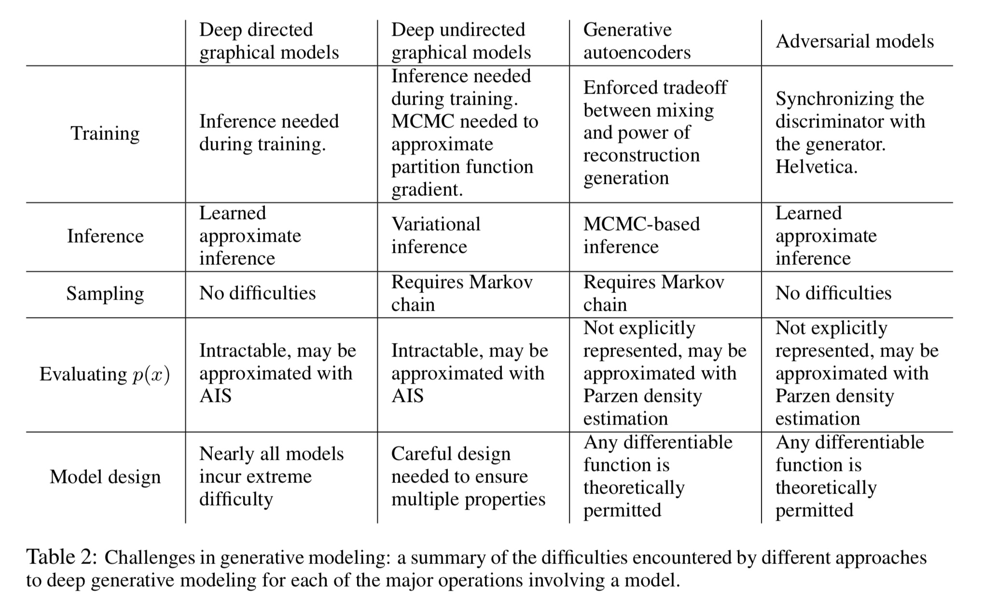 Deep directed
graphical models
Deep undirected
graphical models
Generative
autoencoders
Adversarial models
Training
Inference needed
during training.
Inference needed
during training.
MCMC needed to
approximate
partition function
gradient.
Enforced tradeoff
between mixing
and power of
reconstruction
generation
Synchronizing the
discriminator with
the generator.
Helvetica.
Inference
Learned
approximate
inference
Variational
inference
MCMC-based
inference
Learned
approximate
inference
Sampling
No difficulties
Requires Markov
chain
Requires Markov
chain
No difficulties
Evaluating p(x)
Intractable, may be
approximated with
AIS
Intractable, may be
approximated with
AIS
Not explicitly
represented, may be
approximated with
Parzen density
estimation
Not explicitly
represented, may be
approximated with
Parzen density
estimation
Model design
Nearly all models
incur extreme
difficulty
Careful design
needed to ensure
multiple properties
Any differentiable
function is
theoretically
permitted
Any differentiable
function is
theoretically
permitted
Table 2: Challenges in generative modeling: a summary of the difficulties encountered by different approaches
to deep generative modeling for each of the major operations involving a model.